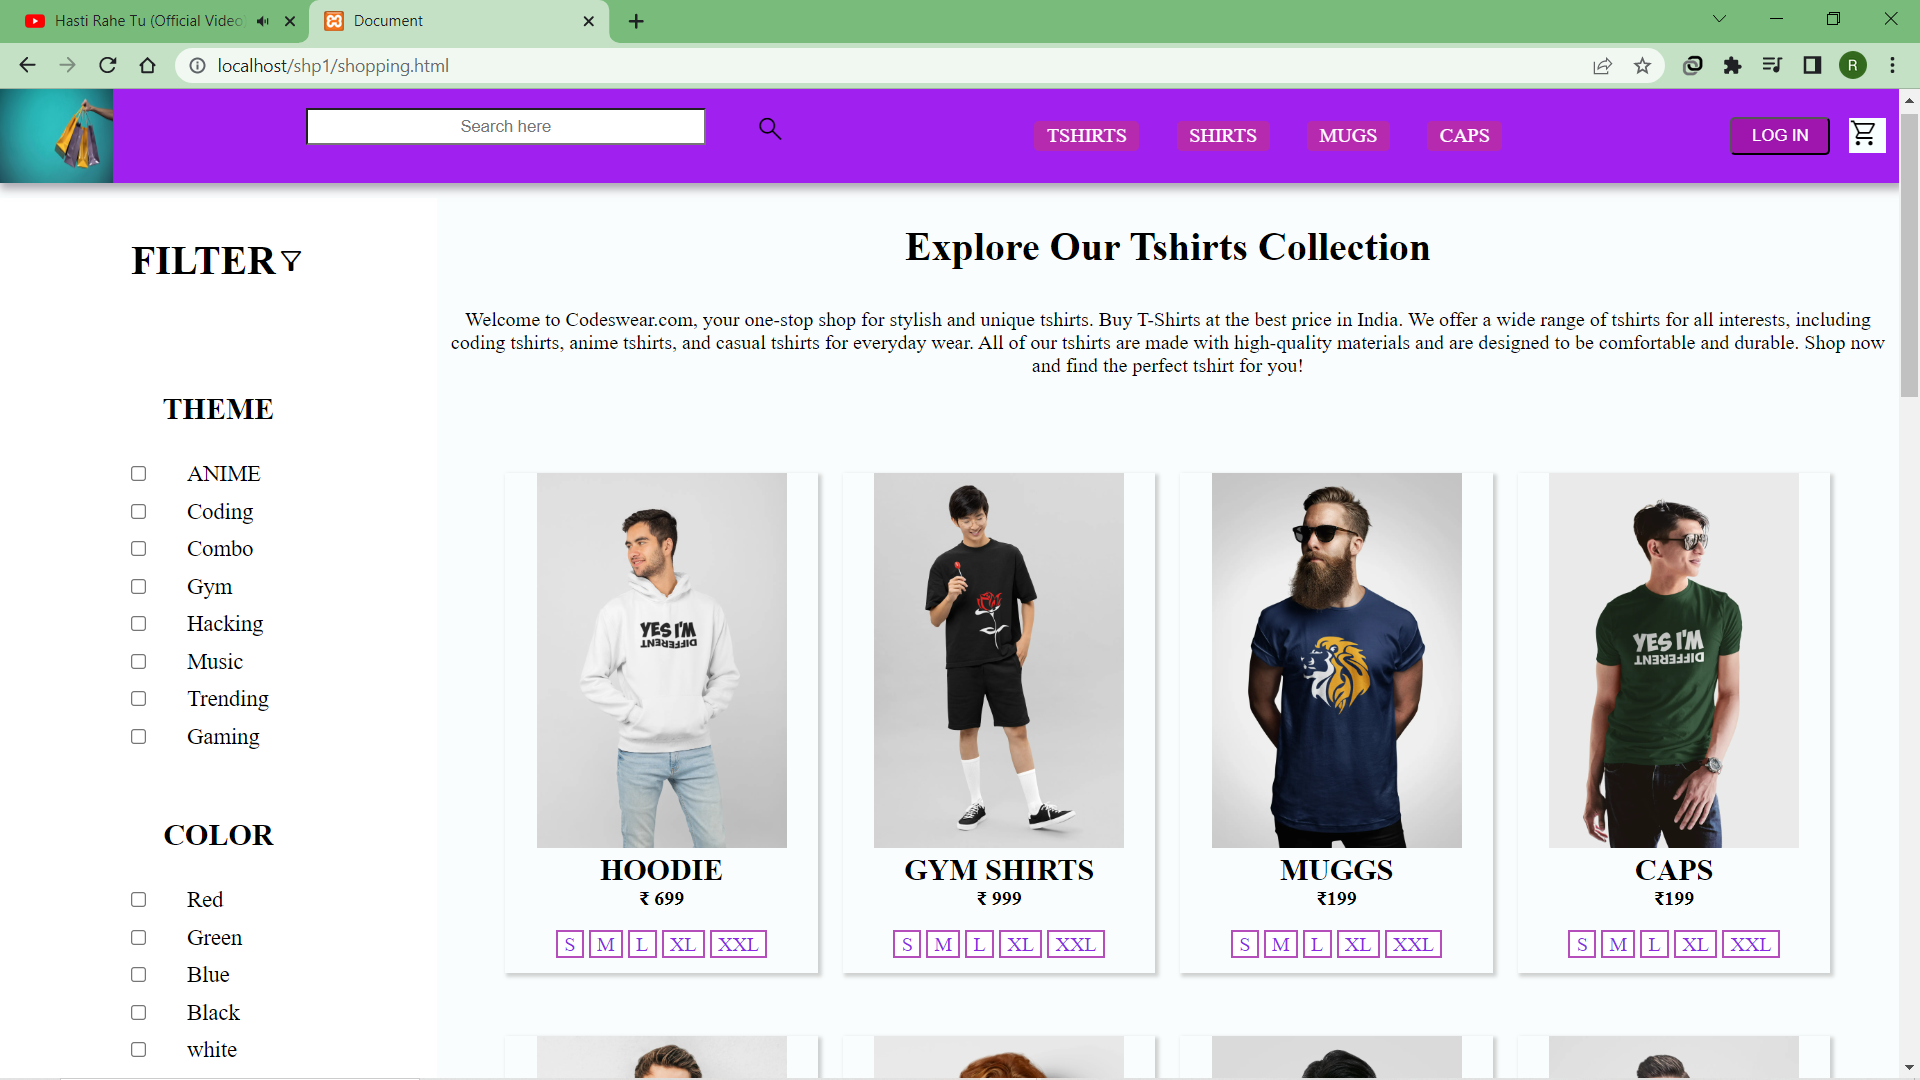 Hasti Rahe Tu (Official Video)
Document
localhost/shp1/shopping.html
R
Search here
TSHIRTS
SHIRTS
MUGS
CAPS
LOG IN
FILTER
THEME
ANIME
Coding
Combo
Gym
Hacking
Music
Trending
Gaming
COLOR
Red
Green
Blue
Black
white
Explore Our Tshirts Collection
Welcome to Codeswear.com, your one-stop shop for stylish and unique tshirts. Buy T-Shirts at the best price in India. We offer a wide range of tshirts for all interests, including
coding tshirts, anime tshirts, and casual tshirts for everyday wear. All of our tshirts are made with high-quality materials and are designed to be comfortable and durable. Shop now
and find the perfect tshirt for you!
YES I'M
DIFFERENT
HOODIE
₹ 699
S M L XL XXL
GYM SHIRTS
₹ 999
S M L XL XXL
MUGGS
₹199
S M L XL XXL
YES I'M
DIFFERENT
CAPS
₹199
S M L XL XXL